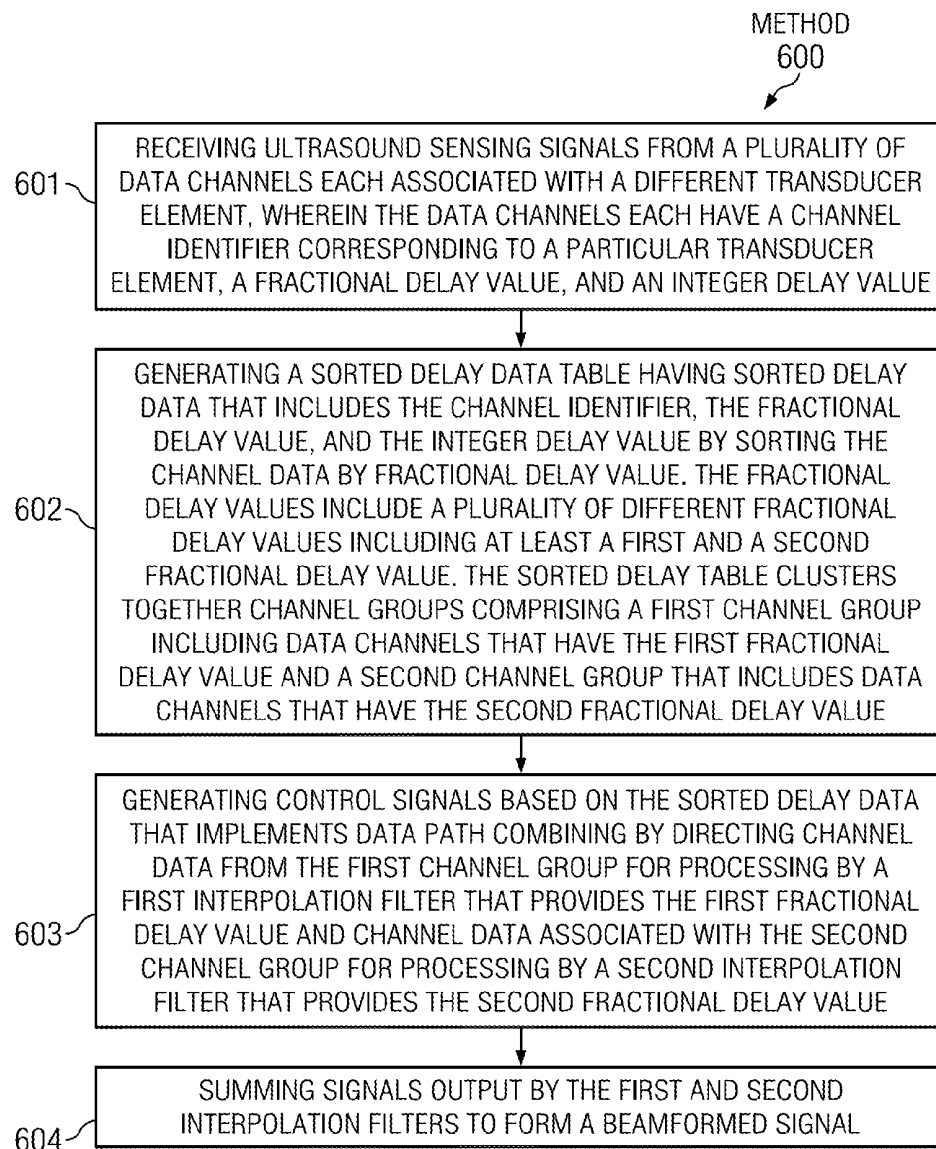 METHOD
600
601
RECEIVING ULTRASOUND SENSING SIGNALS FROM A PLURALITY OF
DATA CHANNELS EACH ASSOCIATED WITH A DIFFERENT TRANSDUCER
ELEMENT, WHEREIN THE DATA CHANNELS EACH HAVE A CHANNEL
IDENTIFIER CORRESPONDING TO A PARTICULAR TRANSDUCER
ELEMENT, A FRACTIONAL DELAY VALUE, AND AN INTEGER DELAY VALUE
602
GENERATING A SORTED DELAY DATA TABLE HAVING SORTED DELAY
DATA THAT INCLUDES THE CHANNEL IDENTIFIER, THE FRACTIONAL
DELAY VALUE, AND THE INTEGER DELAY VALUE BY SORTING THE
CHANNEL DATA BY FRACTIONAL DELAY VALUE. THE FRACTIONAL
DELAY VALUES INCLUDE A PLURALITY OF DIFFERENT FRACTIONAL
DELAY VALUES INCLUDING AT LEAST A FIRST AND A SECOND
FRACTIONAL DELAY VALUE. THE SORTED DELAY TABLE CLUSTERS
TOGETHER CHANNEL GROUPS COMPRISING A FIRST CHANNEL GROUP
INCLUDING DATA CHANNELS THAT HAVE THE FIRST FRACTIONAL
DELAY VALUE AND A SECOND CHANNEL GROUP THAT INCLUDES DATA
CHANNELS THAT HAVE THE SECOND FRACTIONAL DELAY VALUE
603
GENERATING CONTROL SIGNALS BASED ON THE SORTED DELAY DATA
THAT IMPLEMENTS DATA PATH COMBINING BY DIRECTING CHANNEL
DATA FROM THE FIRST CHANNEL GROUP FOR PROCESSING BY A
FIRST INTERPOLATION FILTER THAT PROVIDES THE FIRST FRACTIONAL
DELAY VALUE AND CHANNEL DATA ASSOCIATED WITH THE SECOND
CHANNEL GROUP FOR PROCESSING BY A SECOND INTERPOLATION
FILTER THAT PROVIDES THE SECOND FRACTIONAL DELAY VALUE
604
SUMMING SIGNALS OUTPUT BY THE FIRST AND SECOND
INTERPOLATION FILTERS TO FORM A BEAMFORMED SIGNAL